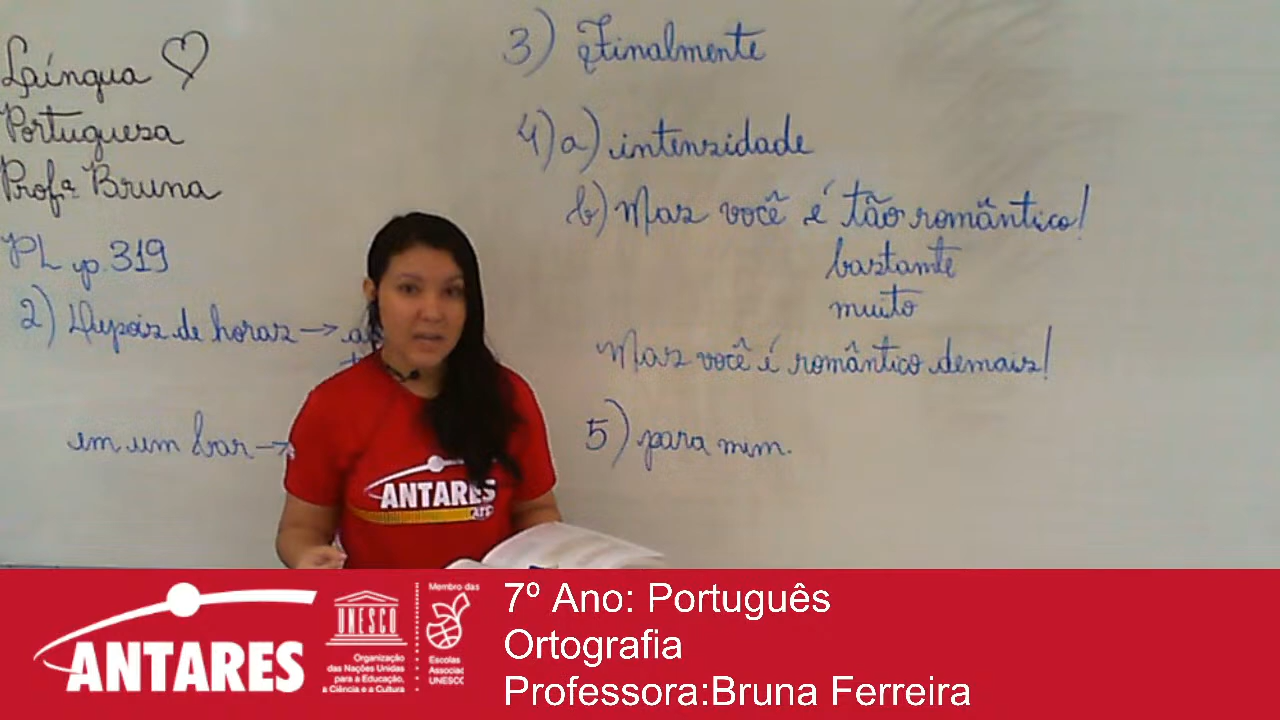 Laíngua ♡
Portuguesa
Profª Bruna
PL p. 319
2) Depois de horas →
em um bar →
3) Finalmente
4) a) intensidade
b) Mas você é tão romântico!
bastante
muito
Mas você é romântico demais!
5) para mim.
ANTARES
ANTARES
UNESCO
Organização
das Nações Unidas
para a Educação,
a Ciência e a Cultura
Membro das
Escolas
Associad
UNESCO
7º Ano: Português
Ortografia
Professora:Bruna Ferreira